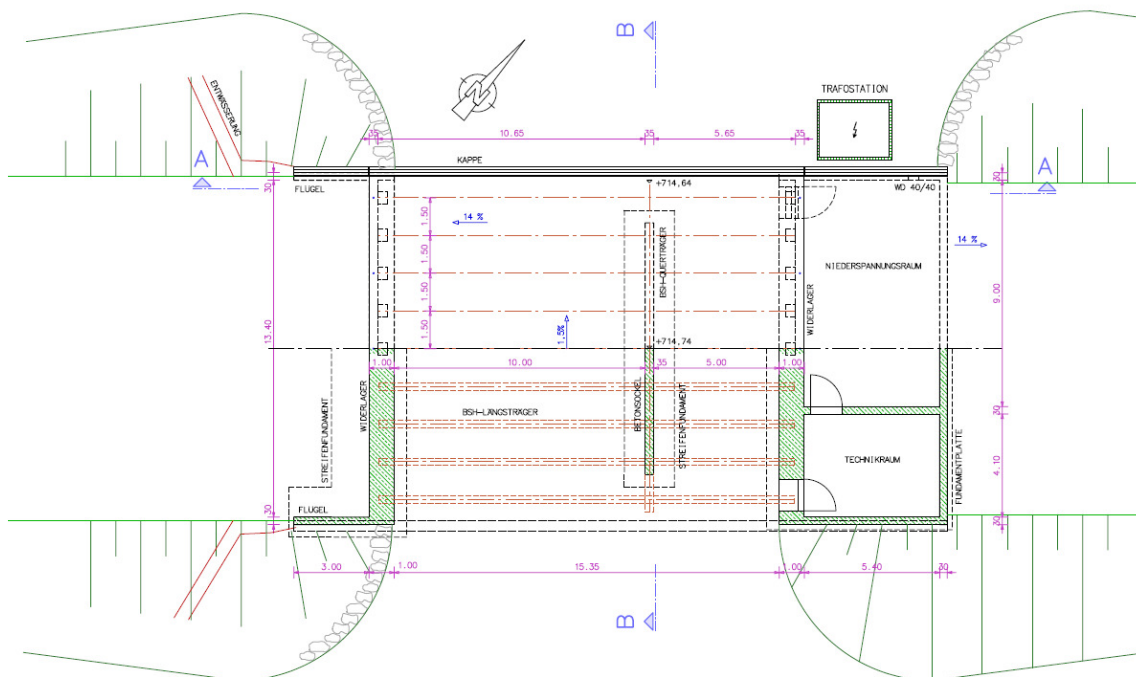 B
TRAFOSTATION
ENTWÄSSERUNG
N
35
10.65
35
5.65
35
KAPPE
A
A
30
FLÜGEL
+714,64
WD 40/40
30
14 %
1.50
1.50
1.50
1.50
BSH-QUERTRÄGER
14 %
NIEDERSPANNUNGSRAUM
WIDERLAGER
9.00
13.40
1.5%
+714.74
1.00
10.00
35
5.00
1.00
STREIFENFUNDAMENT
WIDERLAGER
BSH-LÄNGSTRÄGER
BETONSOCKEL
STREIFENFUNDAMENT
30
TECHNIKRAUM
FUNDAMENTPLATTE
4.10
30
FLÜGEL
30
3.00
1.00
15.35
1.00
5.40
30
B